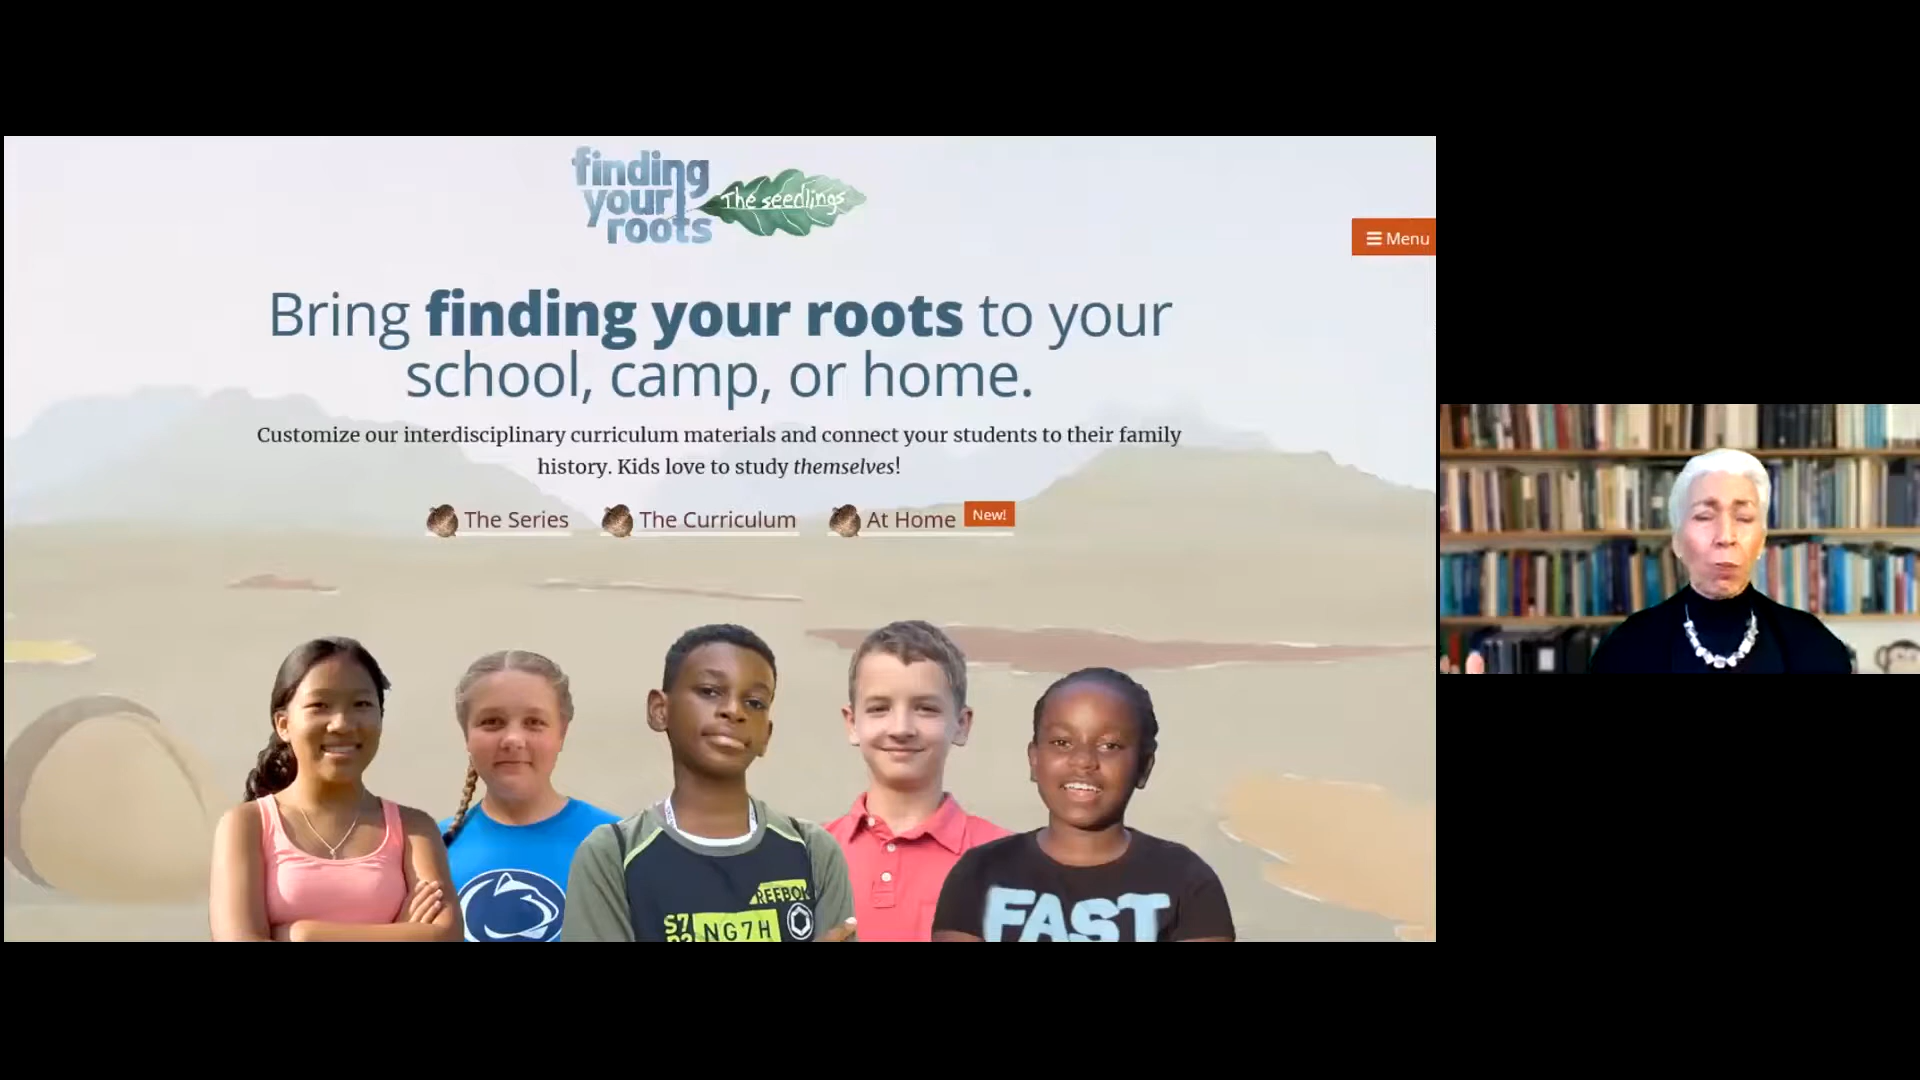 finding
your
roots
The seedlings
Menu
Bring finding your roots to your
school, camp, or home.
Customize our interdisciplinary curriculum materials and connect your students to their family
history. Kids love to study themselves!
The Series The Curriculum At Home New!
REEBOK
S7
NG7H
FAST